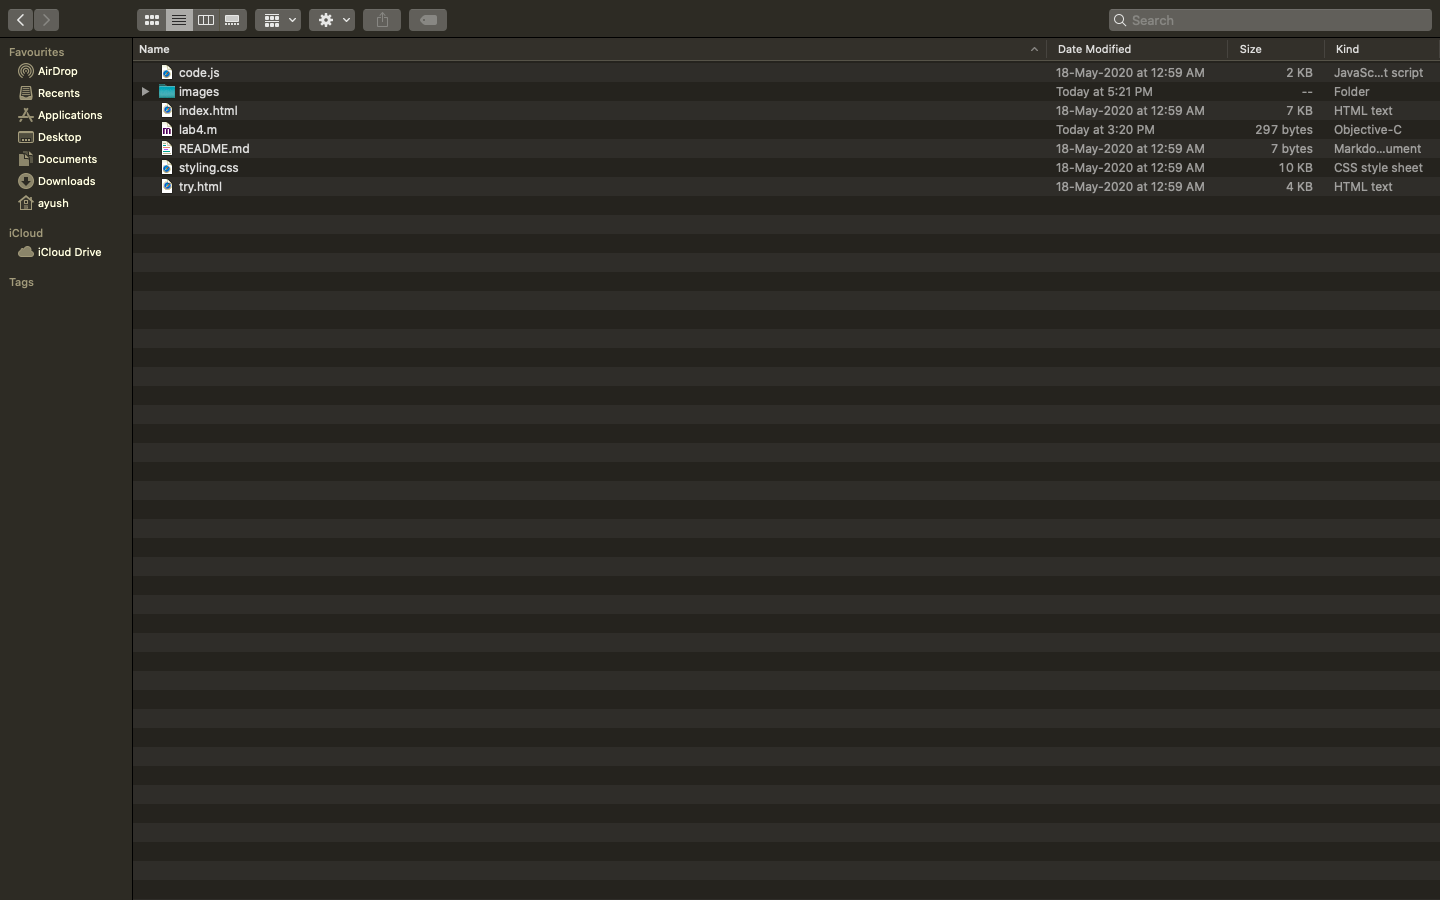 Search
Favourites
AirDrop
Recents
Applications
Desktop
Documents
Downloads
ayush
iCloud
iCloud Drive
Tags
Name Date Modified Size Kind
code.js 18-May-2020 at 12:59 AM 2 KB JavaSc...t script
images Today at 5:21 PM -- Folder
index.html 18-May-2020 at 12:59 AM 7 KB HTML text
lab4.m Today at 3:20 PM 297 bytes Objective-C
README.md 18-May-2020 at 12:59 AM 7 bytes Markdo...ument
styling.css 18-May-2020 at 12:59 AM 10 KB CSS style sheet
try.html 18-May-2020 at 12:59 AM 4 KB HTML text